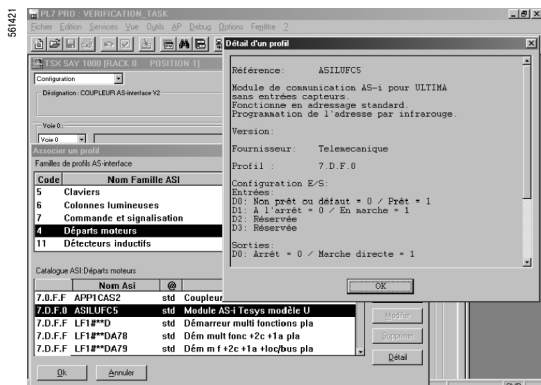 561421
PL7 PRO : VERIFICATION_TASK
Fichier Edition Services Vue Outils AP Debug Options Fenêtre ?
TSX SAY 1000 [RACK 0 POSITION 1]
Configuration
Désignation : COUPLEUR AS-interface V2
Voie 0 :
Voie 0
Associer un profil
Familles de profils AS-interface
Code Nom Famille ASI
5 Claviers
6 Colonnes lumineuses
7 Commande et signalisation
4 Départs moteurs
11 Détecteurs inductifs
Catalogue ASI:Départs moteurs
Nom Asi @
7.0.F.F APP1CAS2 std Coupleur
7.D.F.0 ASILUFC5 std Module AS-i Tesys modèle U
7.D.F.F LF1#**D std Démarreur multi fonctions pla
7.D.F.F LF1#**DA78 std Dém mult fonc +2c +1a pla
7.D.F.F LF1#**DA79 std Dém m f +2c +1a +loc/bus pla
Modifier
Supprimer
Détail
Ok Annuler
Détail d'un profil
Référence: ASILUFC5
Module de communication AS-i pour ULTIMA
sans entrées capteurs.
Fonctionne en adressage standard.
Programmation de l'adresse par infrarouge.
Version:
Fournisseur: Telemecanique
Profil : 7.D.F.0
Configuration E/S:
Entrées:
D0: Non prêt ou défaut = 0 / Prêt = 1
D1: A l'arrêt = 0 / En marche = 1
D2: Réservée
D3: Réservée
Sorties:
D0: Arrêt = 0 / Marche directe = 1
OK